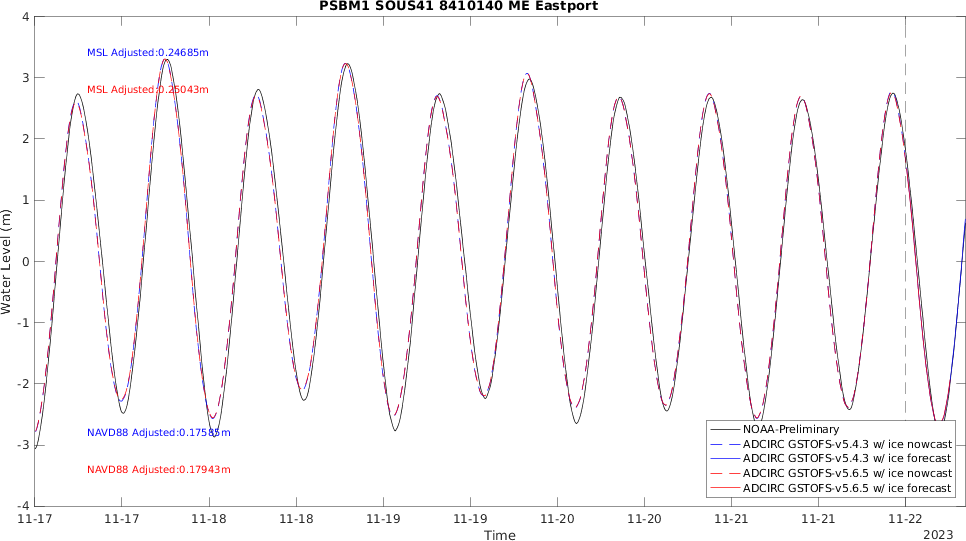 PSBM1 SOUS41 8410140 ME Eastport
4
3
2
1
0
-1
-2
-3
-4
Water Level (m)
MSL Adjusted:0.24685m
MSL Adjusted:0.25043m
NAVD88 Adjusted:0.17585m
NAVD88 Adjusted:0.17943m
NOAA-Preliminary
ADCIRC GSTOFS-v5.4.3 w/ ice nowcast
ADCIRC GSTOFS-v5.4.3 w/ ice forecast
ADCIRC GSTOFS-v5.6.5 w/ ice nowcast
ADCIRC GSTOFS-v5.6.5 w/ ice forecast
11-17 11-17 11-18 11-18 11-19 11-19 11-20 11-20 11-21 11-21 11-22
Time
2023